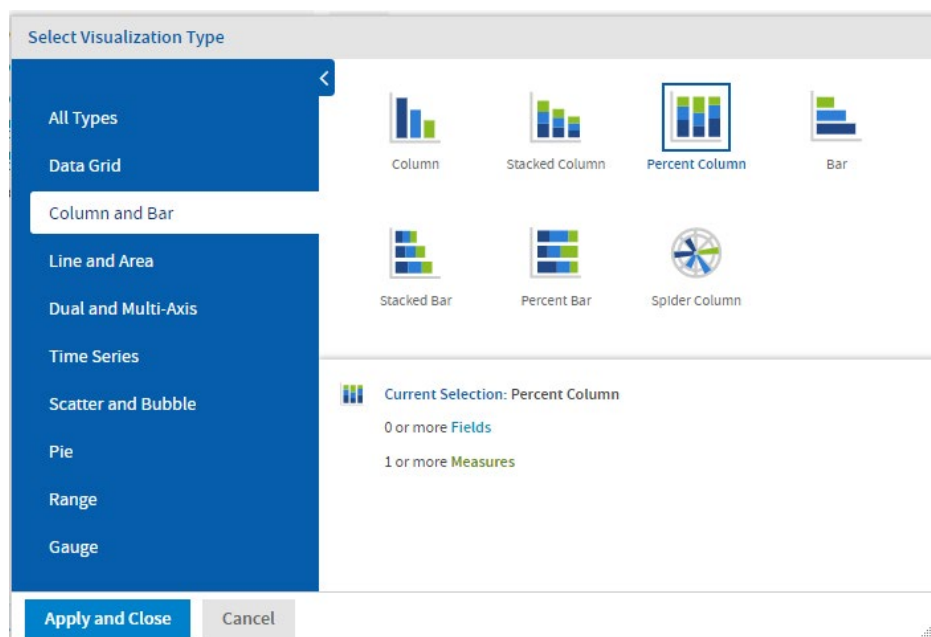 Select Visualization Type
All Types
Data Grid
Column and Bar
Line and Area
Dual and Multi-Axis
Time Series
Scatter and Bubble
Pie
Range
Gauge
Column
Stacked Column
Percent Column
Bar
Stacked Bar
Percent Bar
Spider Column
Current Selection: Percent Column
0 or more Fields
1 or more Measures
Apply and Close
Cancel